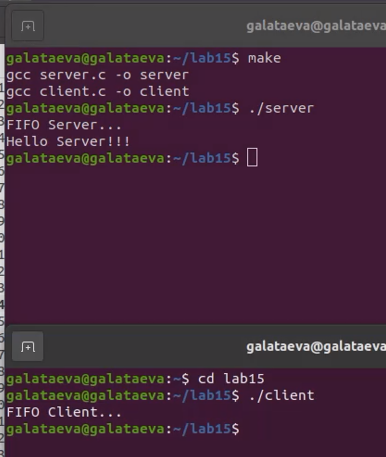 galataeva@galataeva
galataeva@galataeva:~/lab15$ make
gcc server.c -o server
gcc client.c -o client
galataeva@galataeva:~/lab15$ ./server
FIFO Server...
Hello Server!!!
galataeva@galataeva:~/lab15$
galataeva@galataeva
galataeva@galataeva:~$ cd lab15
galataeva@galataeva:~/lab15$ ./client
FIFO Client...
galataeva@galataeva:~/lab15$